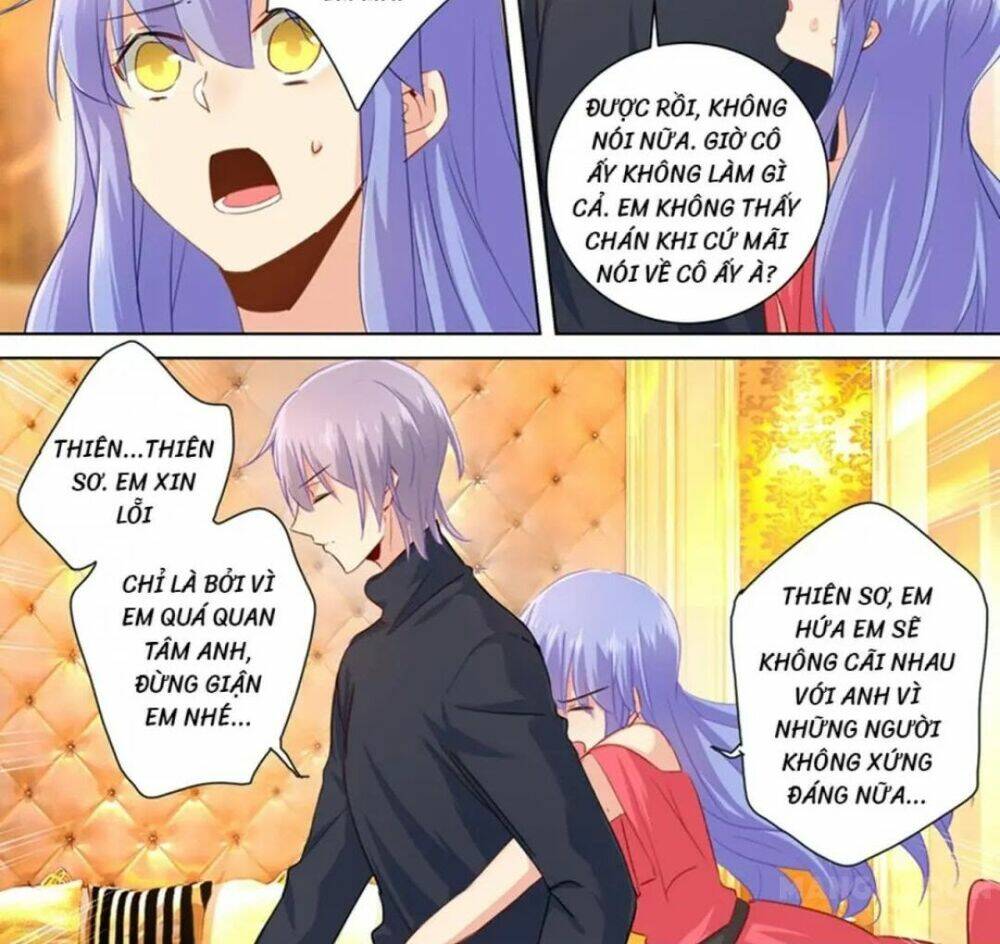 ĐƯỢC RỒI, KHÔNG
NÓI NỮA. GIỜ CÔ
ẤY KHÔNG LÀM GÌ
CẢ. EM KHÔNG THẤY
CHÁN KHI CỨ MÃI
NÓI VỀ CÔ ẤY À?
THIÊN...THIÊN
SƠ. EM XIN
LỖI
CHỈ LÀ BỞI VÌ
EM QUÁ QUAN
TÂM ANH,
ĐỪNG GIẬN
EM NHÉ...
THIÊN SƠ, EM
HỨA EM SẼ
KHÔNG CÃI NHAU
VỚI ANH VÌ
NHỮNG NGƯỜI
KHÔNG XỨNG
ĐÁNG NỮA...